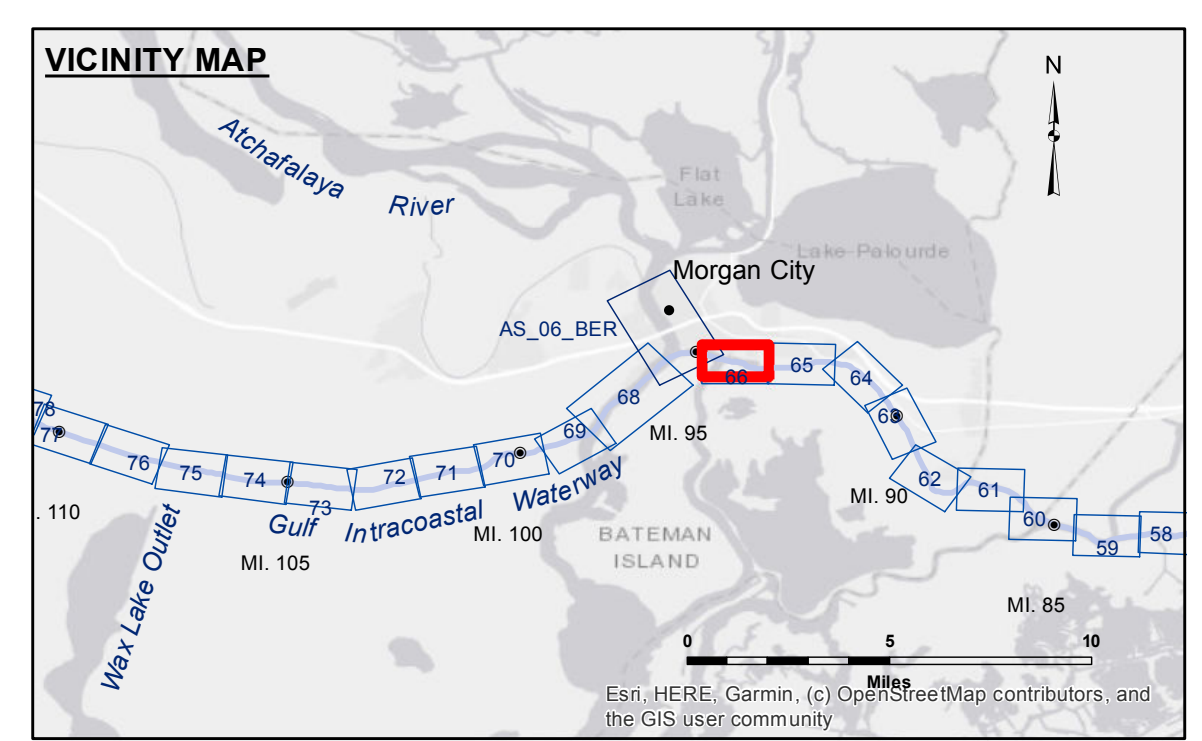 VICINITY MAP
N
Atchafalaya
River
Flat
Lake
Lake Palourde
Morgan City
AS_06_BER
66
65
64
63
62
61
60
59
58
68
69
70
71
72
73
74
75
76
77
78
MI. 95
MI. 90
MI. 85
MI. 100
MI. 105
. 110
Gulf Intracoastal Waterway
Wax Lake Outlet
BATEMAN
ISLAND
0 5 10
Miles
Esri, HERE, Garmin, (c) OpenStreetMap contributors, and
the GIS user community